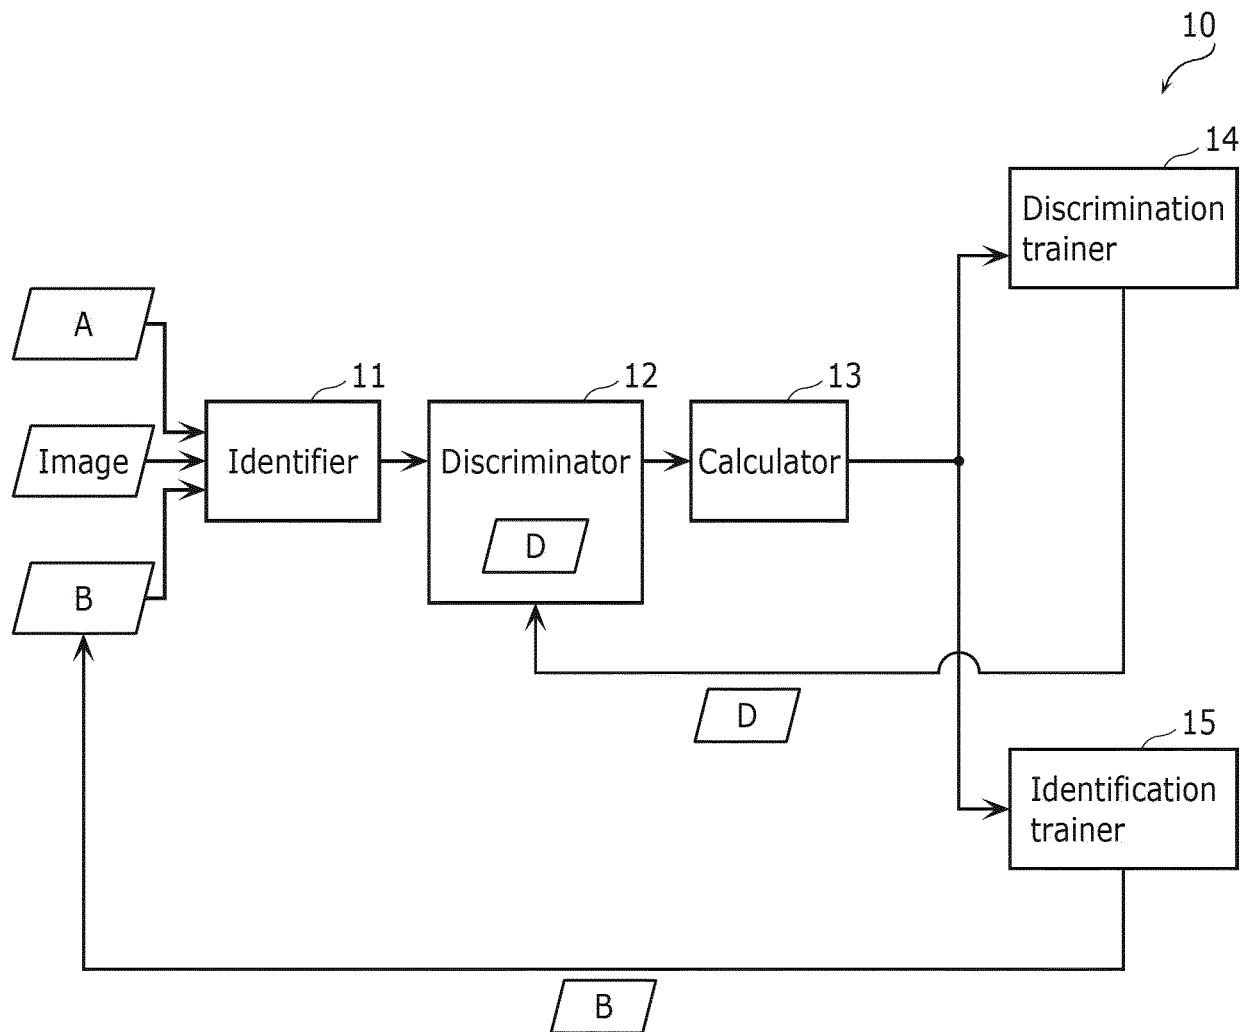 10
14
Discrimination
trainer
A
11
12
13
Image
Identifier
Discriminator
Calculator
D
B
D
15
Identification
trainer
B